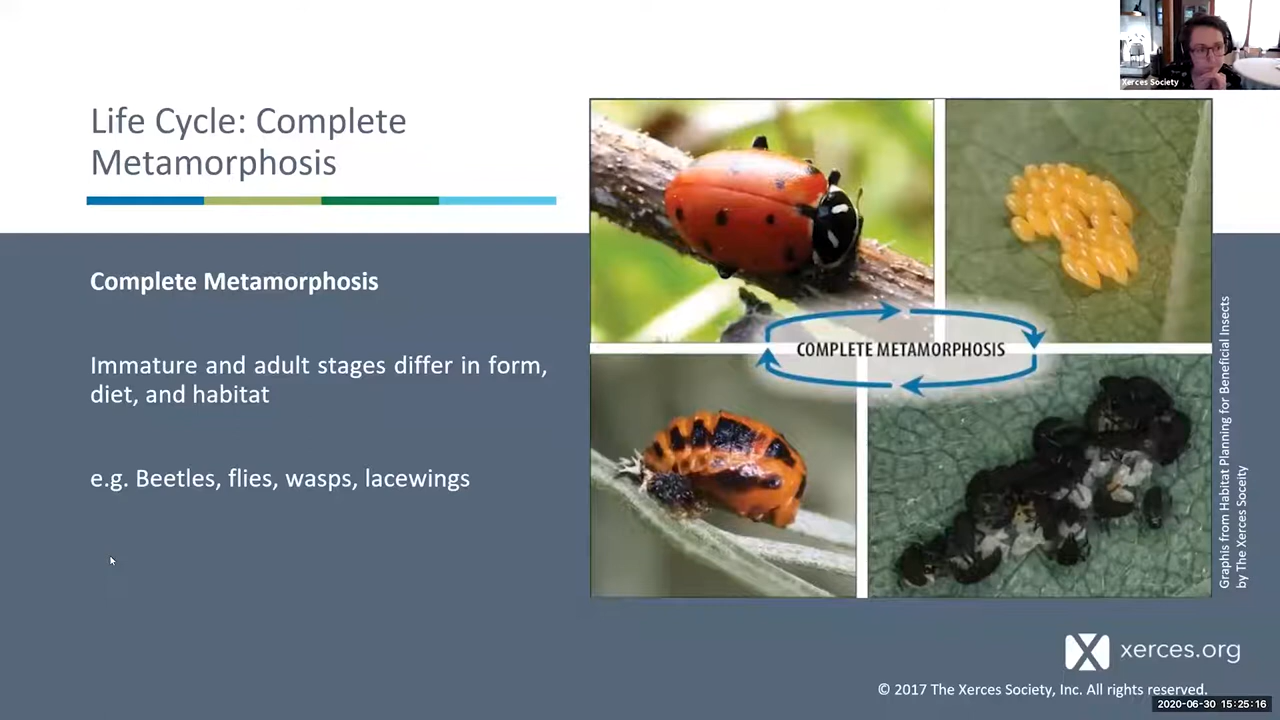 Xerces Society
Life Cycle: Complete
Metamorphosis
Complete Metamorphosis
Immature and adult stages differ in form,
diet, and habitat
e.g. Beetles, flies, wasps, lacewings
COMPLETE METAMORPHOSIS
Graphis from Habitat Planning for Beneficial Insects
by The Xerces Soceity
xerces.org
© 2017 The Xerces Society, Inc. All rights reserved.
2020-06-30 15:25:16